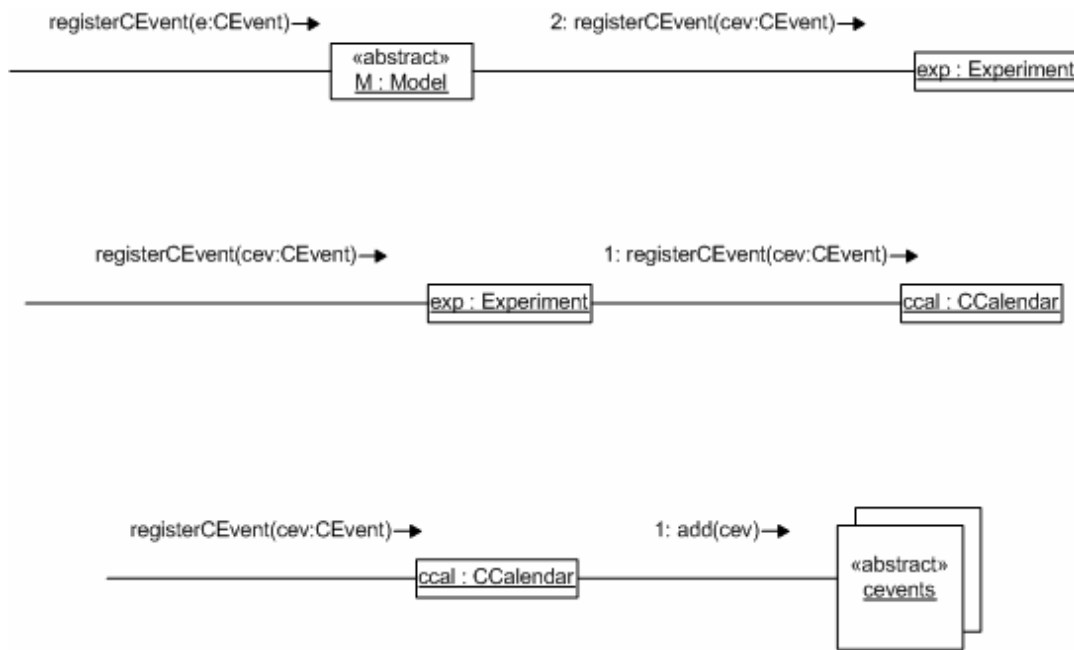 registerCEvent(e:CEvent)
2: registerCEvent(cev:CEvent)
«abstract»
M : Model
exp : Experiment
registerCEvent(cev:CEvent)
1: registerCEvent(cev:CEvent)
exp : Experiment
ccal : CCalendar
registerCEvent(cev:CEvent)
1: add(cev)
ccal : CCalendar
«abstract»
cevents